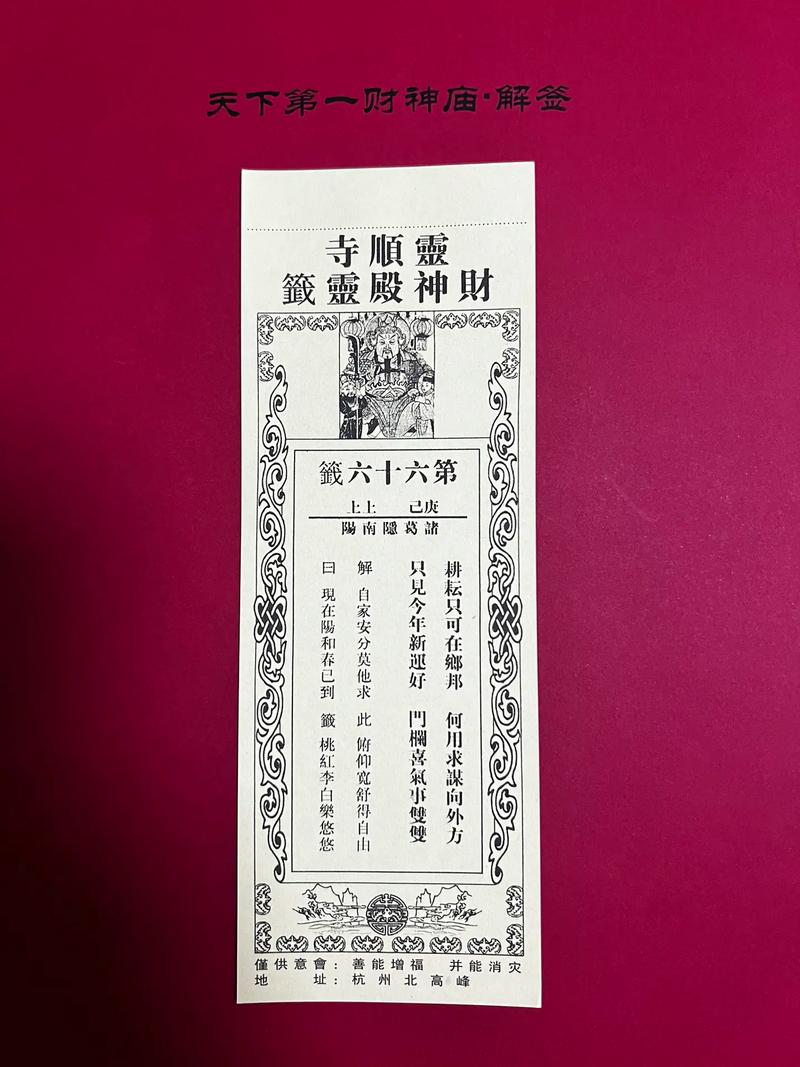 天下第一财神庙·解签
靈順寺
財神殿靈籤
第六十六籤
庚己 上上
諸葛隱南陽
耕耘只可在鄉邦 何用求謀向外方
只見今年新運好 門欄喜氣事雙雙
解 自家安分莫他求 此 俯仰寬舒得自由
曰 現在陽和春已到 籤 桃紅李白樂悠悠
僅供意會：善能增福 并能消灾
地址：杭州北高峰